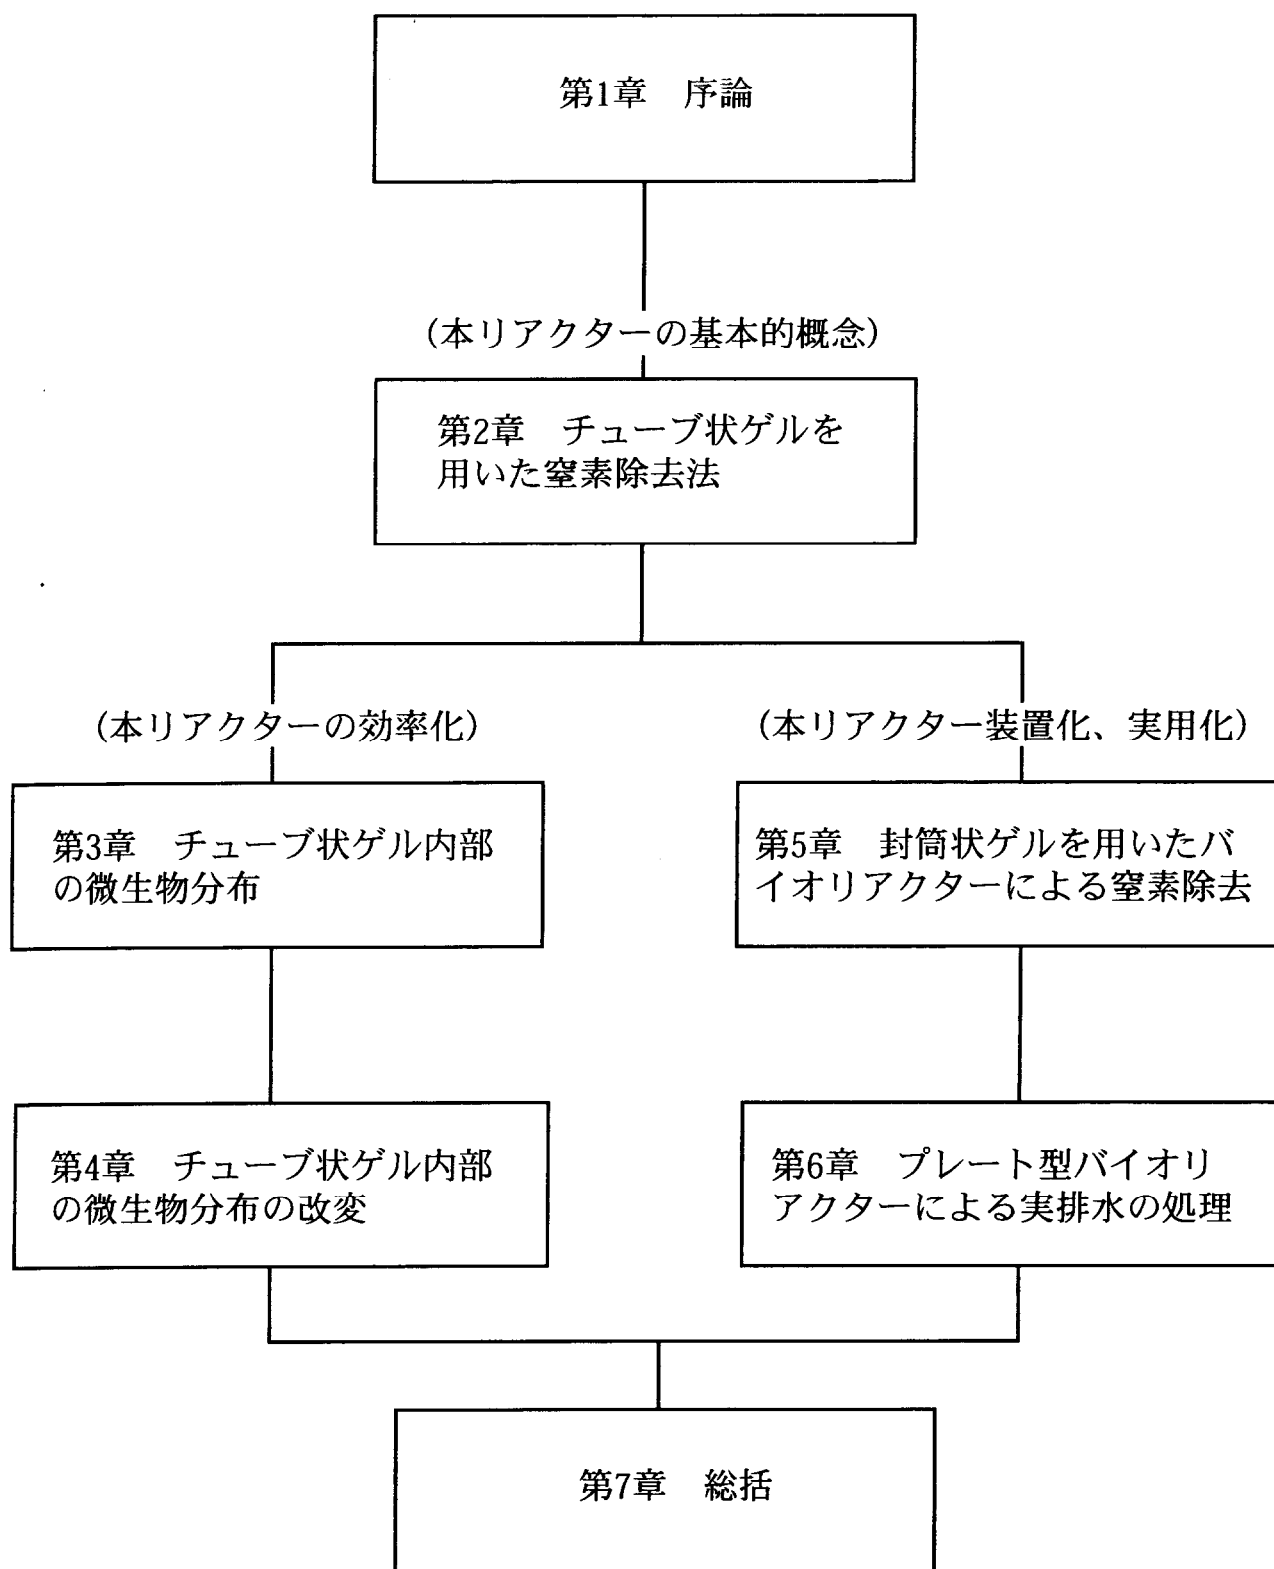 第1章　序論
(本リアクターの基本的概念)
第2章　チューブ状ゲルを
用いた窒素除去法
(本リアクターの効率化)
(本リアクター装置化、実用化)
第3章　チューブ状ゲル内部
の微生物分布
第5章　封筒状ゲルを用いたバ
イオリアクターによる窒素除去
第4章　チューブ状ゲル内部
の微生物分布の改変
第6章　プレート型バイオリ
アクターによる実排水の処理
第7章　総括